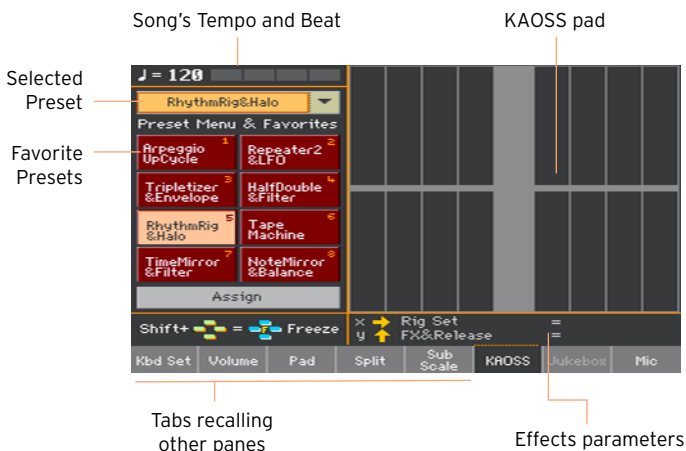 Song's Tempo and Beat
KAOSS pad
Selected
Preset
♩ = 120
RhythmRig&Halo
Preset Menu & Favorites
Favorite
Presets
Arpeggio 1
UpCycle
Repeater2 2
&LFO
Tripletizer 3
&Envelope
HalfDouble 4
&Filter
RhythmRig 5
&Halo
Tape 6
Machine
TimeMirror 7
&Filter
NoteMirror 8
&Balance
Assign
Shift+ = F Freeze
x Rig Set =
y FX&Release =
Kbd Set Volume Pad Split Sub Scale KAOSS Jukebox Mic
Tabs recalling
other panes
Effects parameters